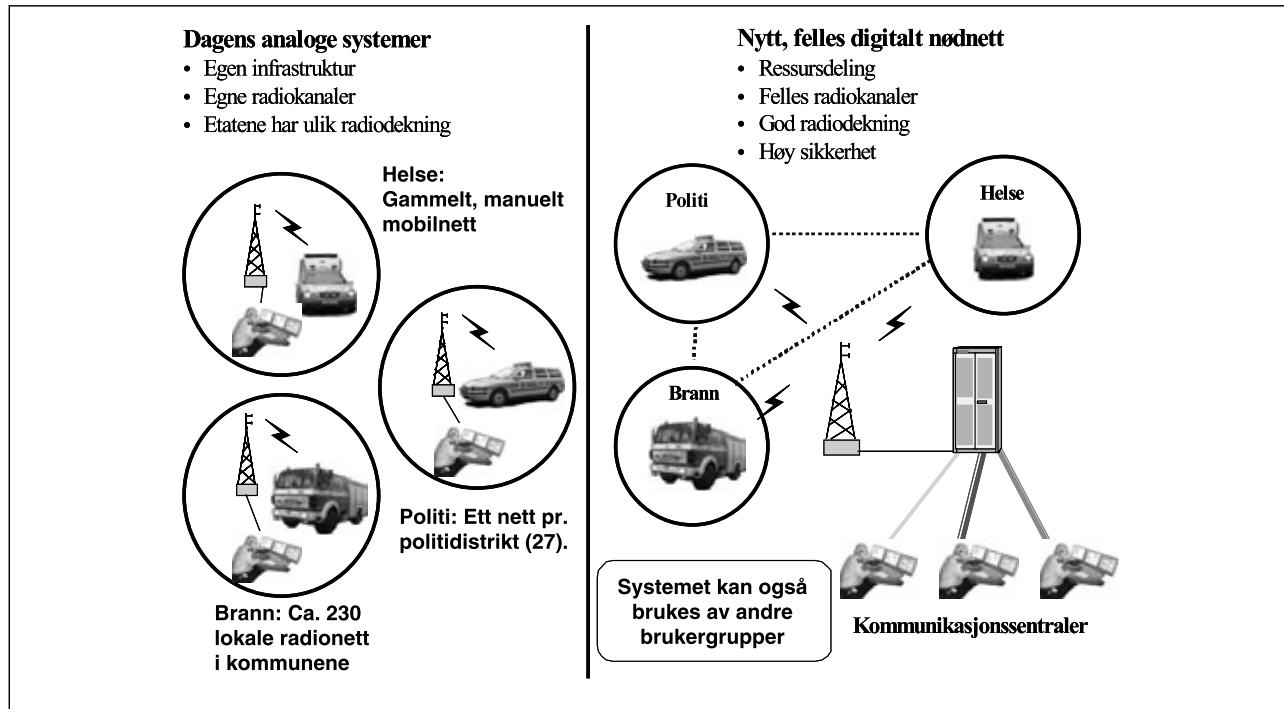 Dagens analoge systemer
• Egen infrastruktur
• Egne radiokanaler
• Etatene har ulik radiodekning
Helse:
Gammelt, manuelt
mobilnett
Politi: Ett nett pr.
politidistrikt (27).
Brann: Ca. 230
lokale radionett
i kommunene
Nytt, felles digitalt nødnett
• Ressursdeling
• Felles radiokanaler
• God radiodekning
• Høy sikkerhet
Politi
Helse
Brann
Systemet kan også
brukes av andre
brukergrupper
Kommunikasjonssentraler